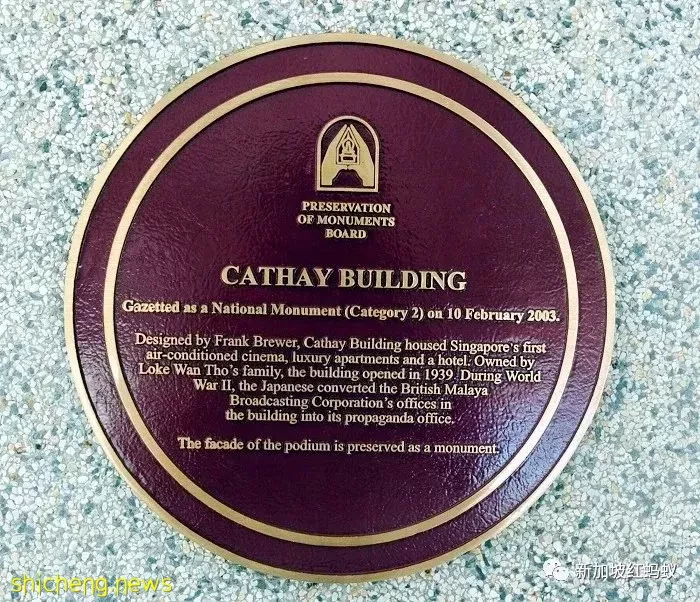 PRESERVATION
OF MONUMENTS
BOARD
CATHAY BUILDING
Gazetted as a National Monument (Category 2) on 10 February 2003.
Designed by Frank Brewer, Cathay Building housed Singapore's first
air-conditioned cinema, luxury apartments and a hotel. Owned by
Loke Wan Tho's family, the building opened in 1939. During World
War II, the Japanese converted the British Malaya
Broadcasting Corporation's offices in
the building into its propaganda office.
The facade of the podium is preserved as a monument.
shicheng.news
新加坡红蚂蚁